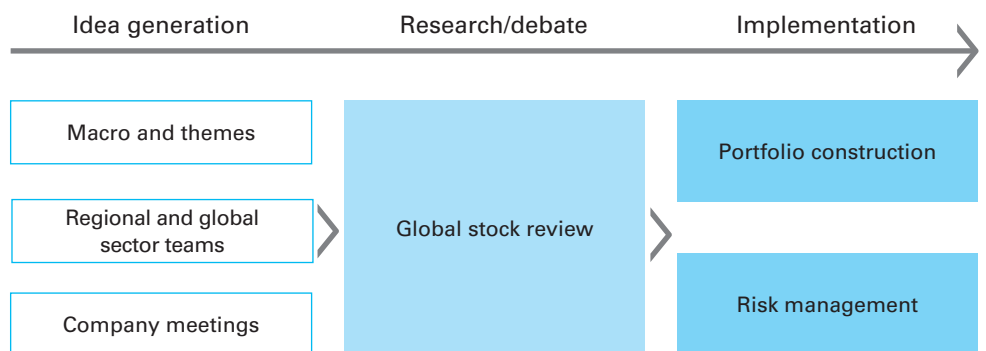 Idea generation
Research/debate
Implementation
Macro and themes
Regional and global
sector teams
Company meetings
Global stock review
Portfolio construction
Risk management